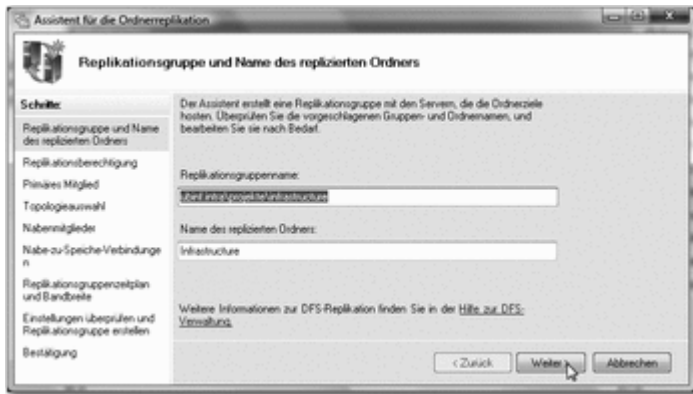 Assistent für die Ordnerreplikation
Replikationsgruppe und Name des replizierten Ordners
Schritte:
Replikationsgruppe und Name
des replizierten Ordners
Replikationsberechtigung
Primäres Mitglied
Topologieauswahl
Nabenmitglieder
Nabe-zu-Speiche-Verbindunge
n
Replikationsgruppenzeitplan
und Bandbreite
Einstellungen überprüfen und
Replikationsgruppe erstellen
Bestätigung
Der Assistent erstellt eine Replikationsgruppe mit den Servern, die die Ordnerziele
hosten. Überprüfen Sie die vorgeschlagenen Gruppen- und Ordnernamen, und
bearbeiten Sie sie nach Bedarf.
Replikationsgruppenname:
Name des replizierten Ordners:
Infrastructure
Weitere Informationen zur DFS-Replikation finden Sie in der Hilfe zur DFS-
Verwaltung.
< Zurück
Weiter >
Abbrechen